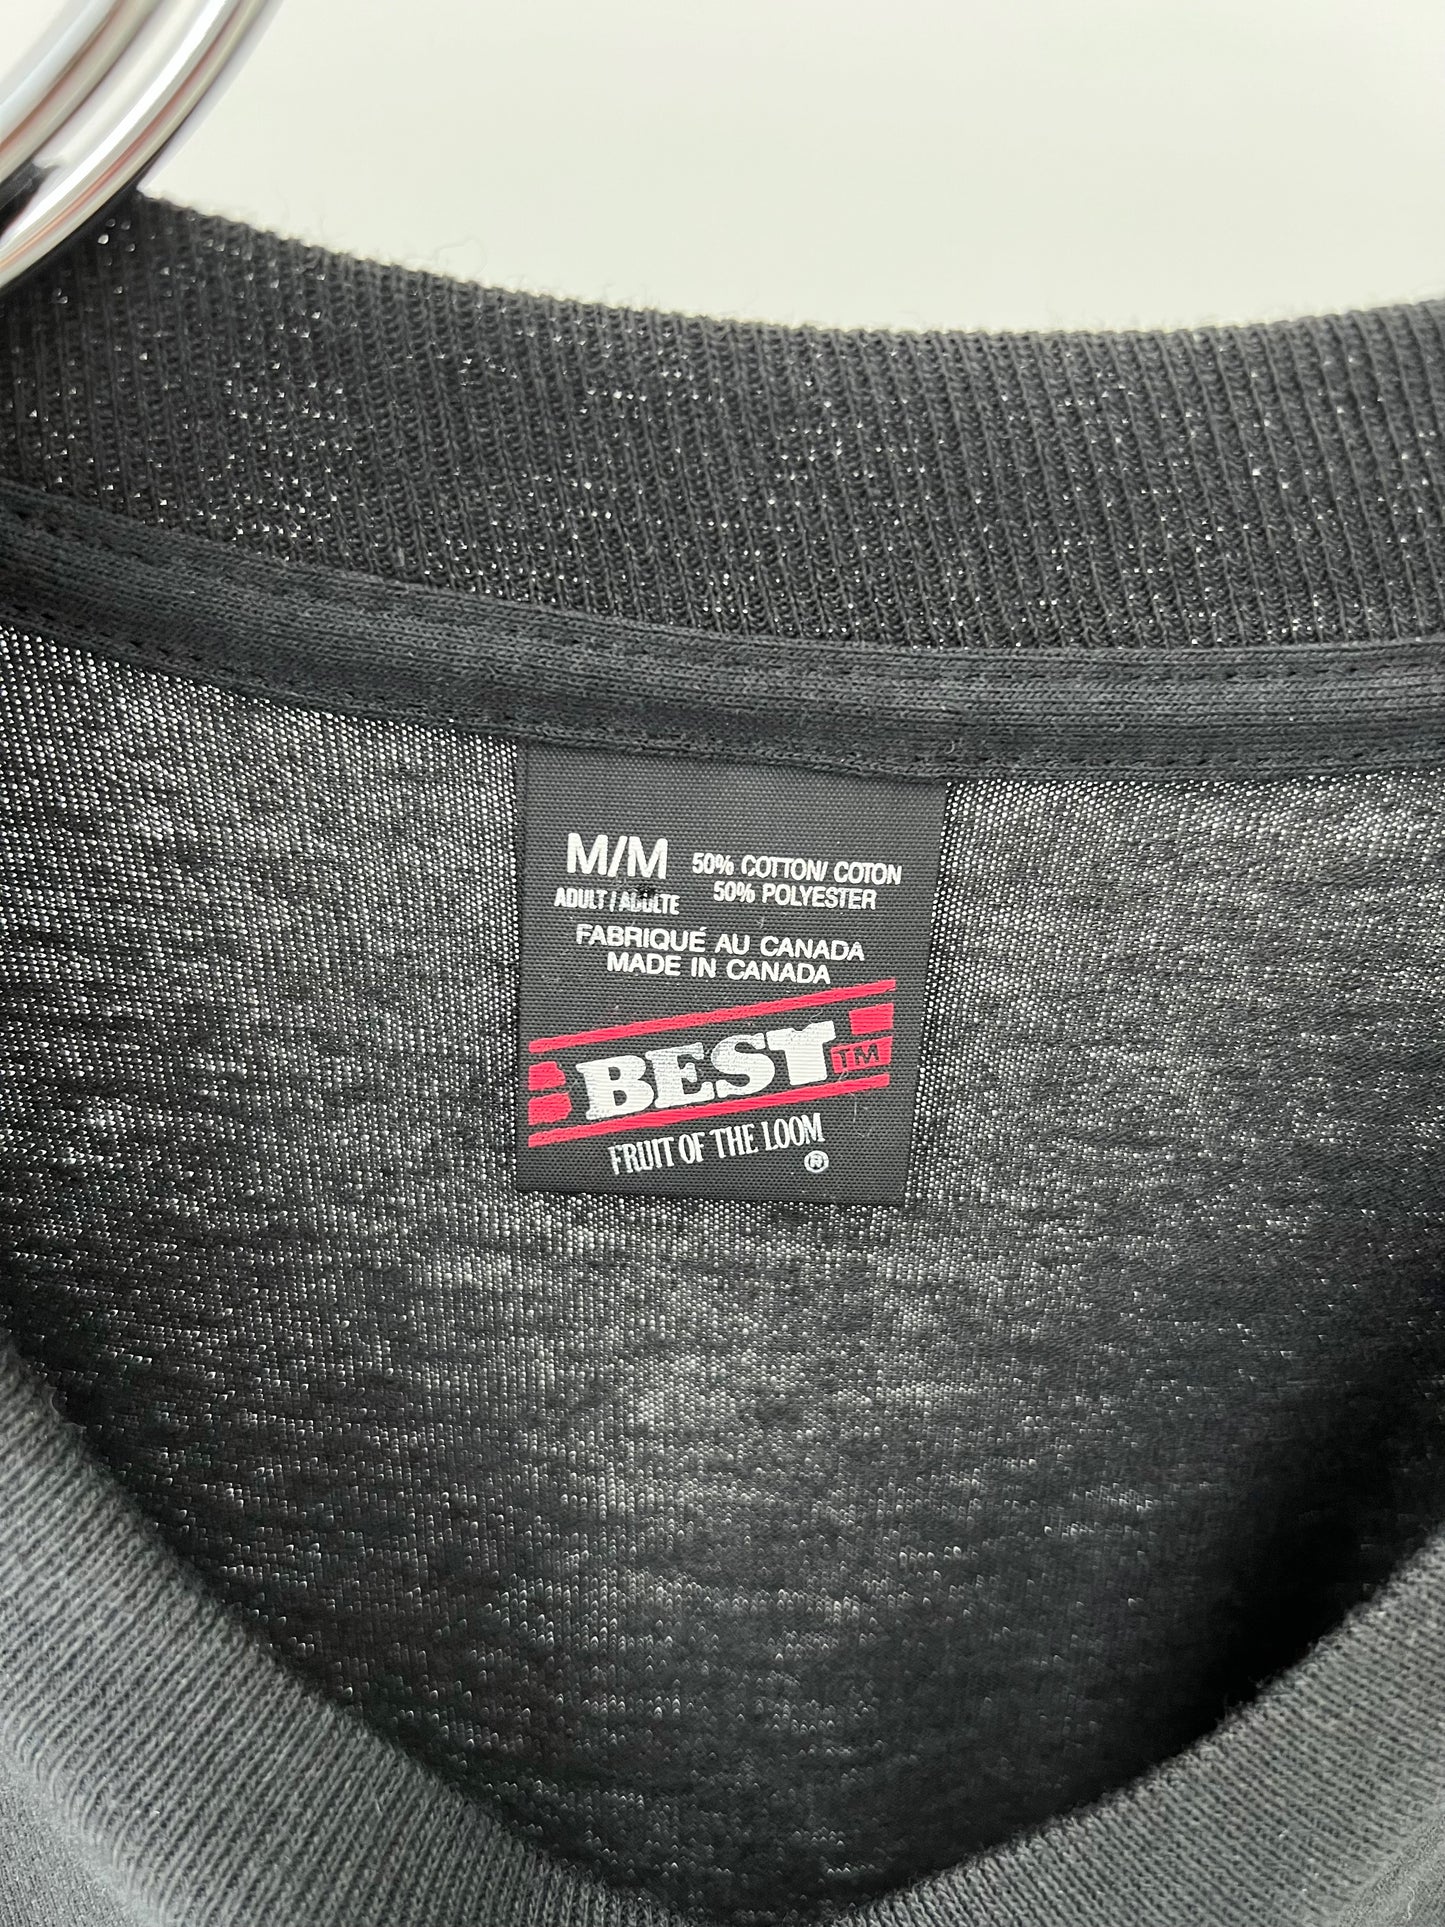 M/M 50% COTTON/ COTON
ADULT / ADULTE 50% POLYESTER
FABRIQUÉ AU CANADA
MADE IN CANADA
BEST TM
FRUIT OF THE LOOM
®